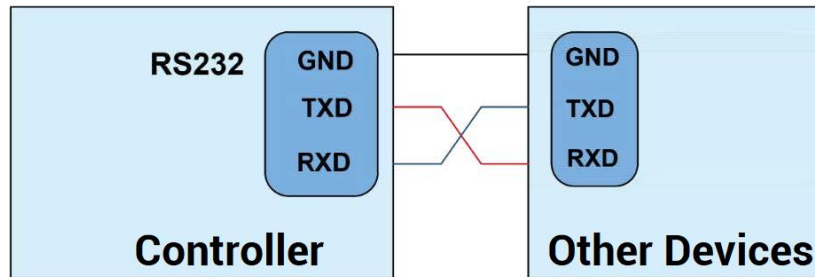 RS232
GND
TXD
RXD
Controller
GND
TXD
RXD
Other Devices